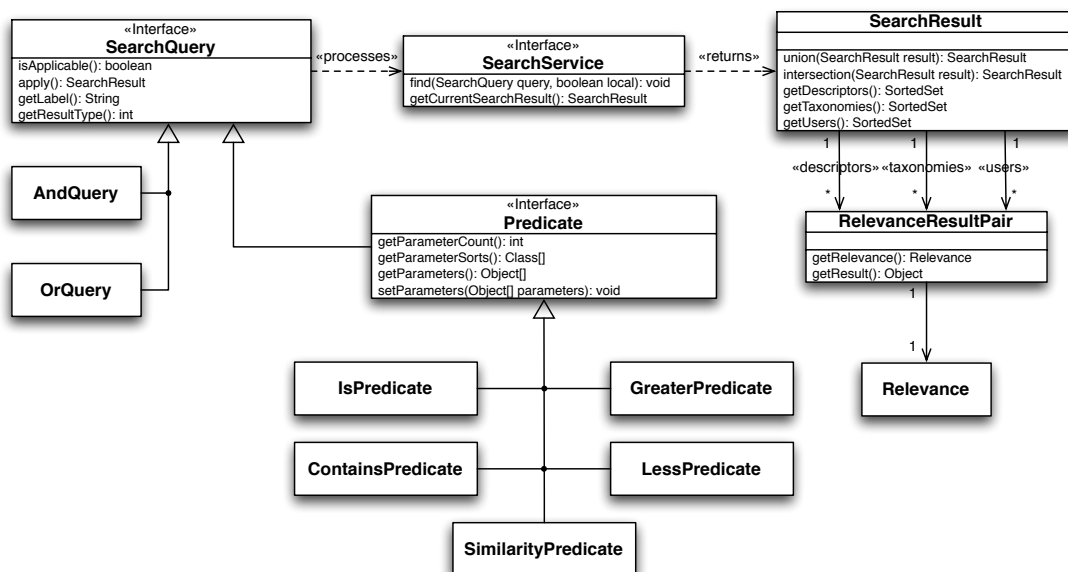 «Interface»
SearchQuery
isApplicable(): boolean
apply(): SearchResult
getLabel(): String
getResultType(): int
«processes»
«Interface»
SearchService
find(SearchQuery query, boolean local): void
getCurrentSearchResult(): SearchResult
«returns»
SearchResult
union(SearchResult result): SearchResult
intersection(SearchResult result): SearchResult
getDescriptors(): SortedSet
getTaxonomies(): SortedSet
getUsers(): SortedSet
1 1 1
«descriptors» «taxonomies» «users»
* * *
AndQuery
OrQuery
«Interface»
Predicate
getParameterCount(): int
getParameterSorts(): Class[]
getParameters(): Object[]
setParameters(Object[] parameters): void
RelevanceResultPair
getRelevance(): Relevance
getResult(): Object
1
1
Relevance
IsPredicate
GreaterPredicate
ContainsPredicate
LessPredicate
SimilarityPredicate